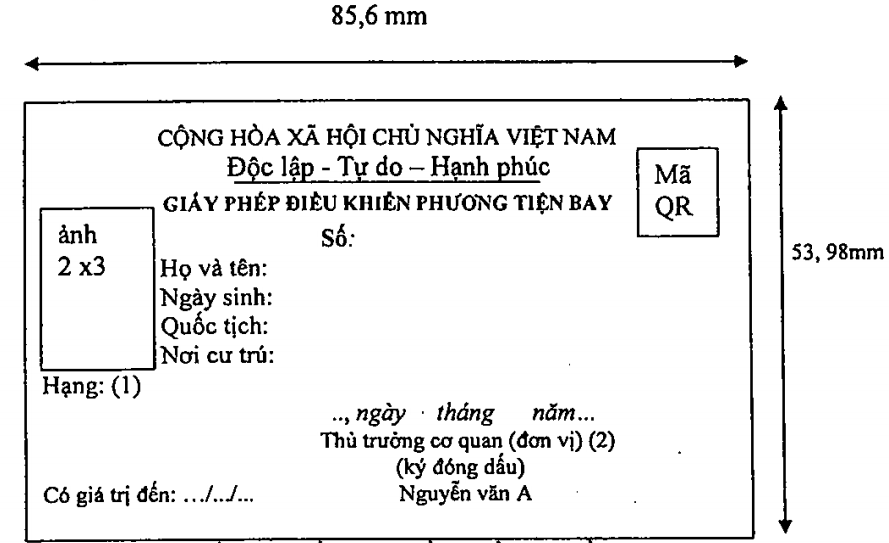 85,6 mm
CỘNG HÒA XÃ HỘI CHỦ NGHĨA VIỆT NAM
Độc lập - Tự do – Hạnh phúc
Mã
QR
GIẤY PHÉP ĐIỀU KHIỂN PHƯƠNG TIỆN BAY
Số:
ảnh
2 x3
53, 98mm
Họ và tên:
Ngày sinh:
Quốc tịch:
Nơi cư trú:
Hạng: (1)
.., ngày tháng năm...
Thủ trưởng cơ quan (đơn vị) (2)
(ký đóng dấu)
Có giá trị đến: .../.../... Nguyễn văn A